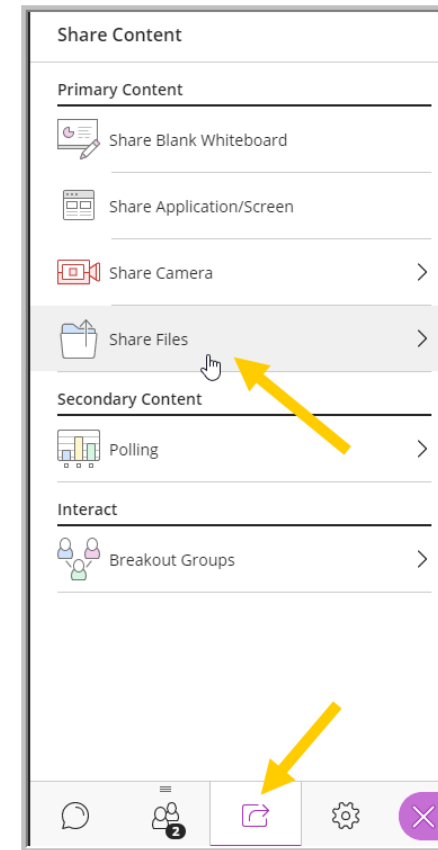 Share Content
Primary Content
Share Blank Whiteboard
Share Application/Screen
Share Camera
Share Files
Secondary Content
Polling
Interact
Breakout Groups
2